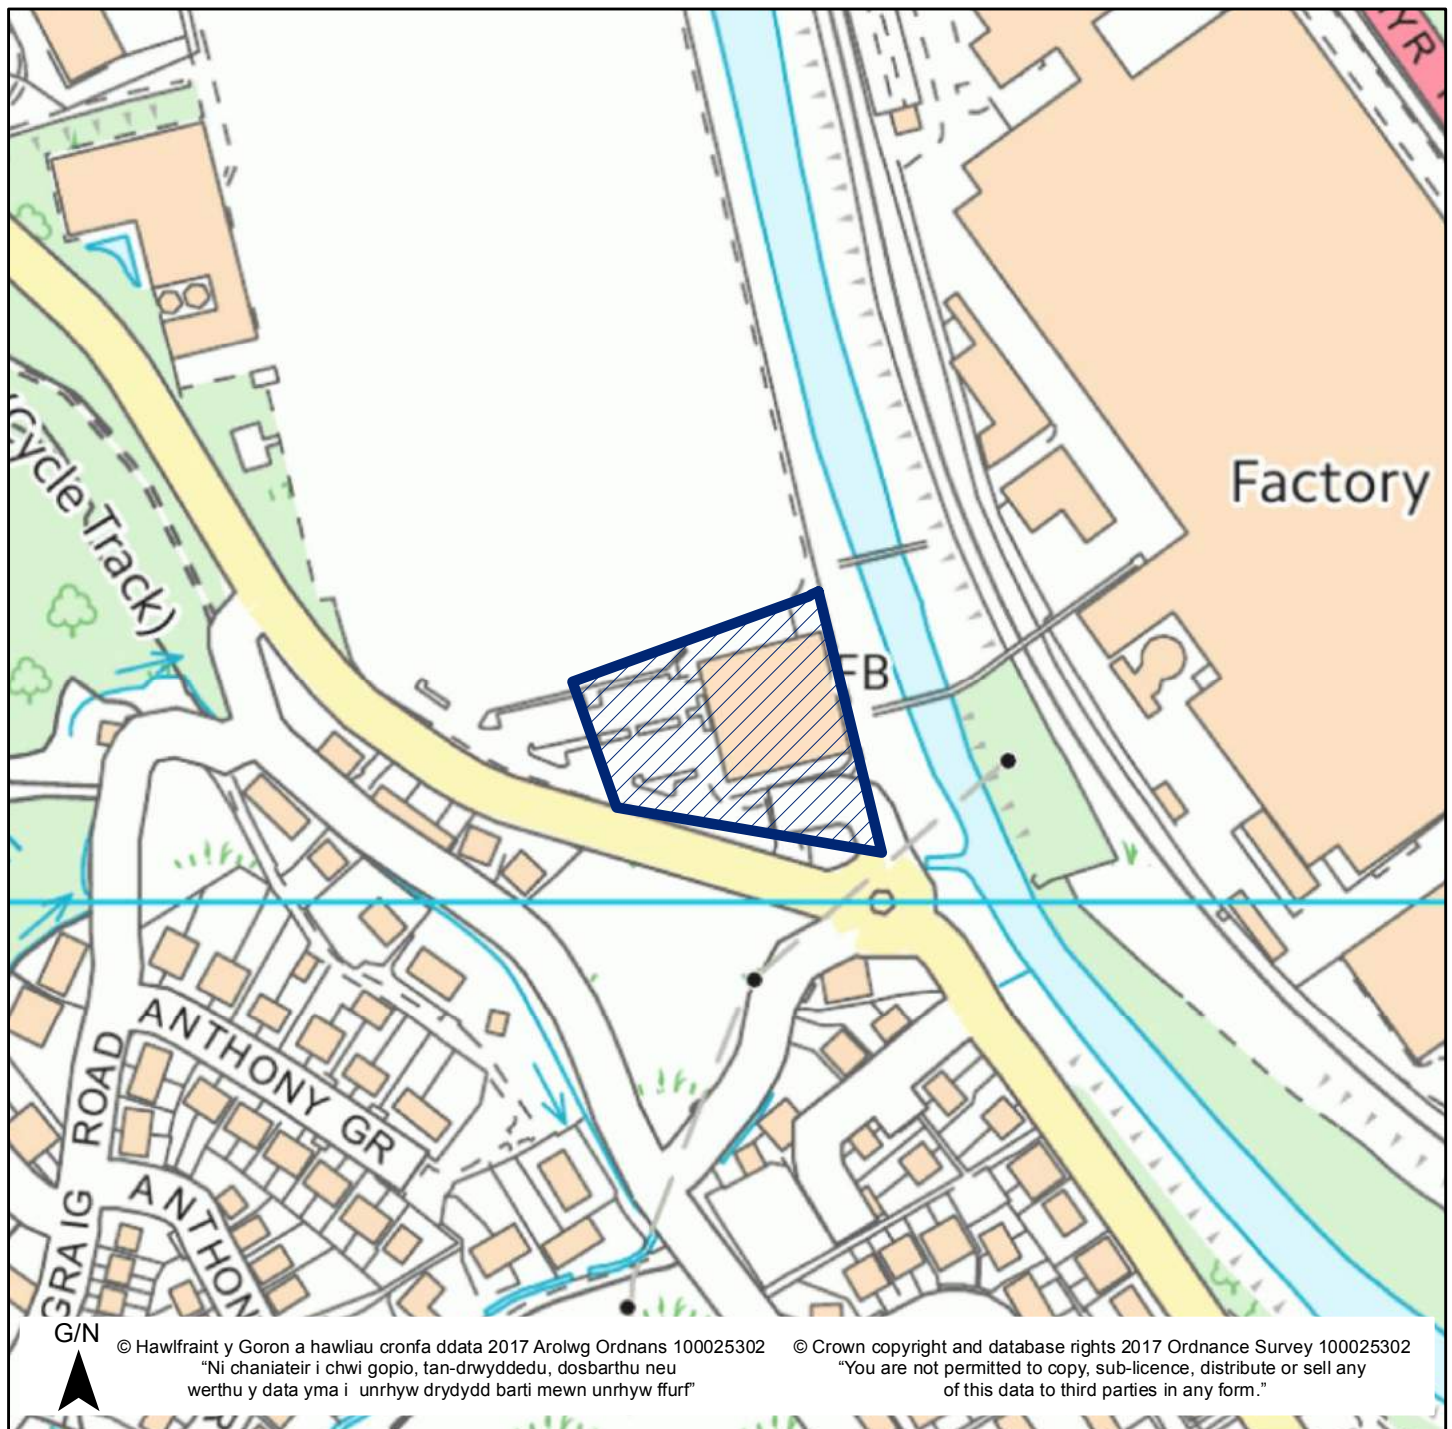 YR
(Cycle Track)
Factory
FB
ANTHONY GR
ROAD
GRAIG
ANTHON
G/N
© Hawlfraint y Goron a hawliau cronfa ddata 2017 Arolwg Ordnans 100025302
“Ni chaniateir i chwi gopio, tan-drwyddedu, dosbarthu neu
werthu y data yma i unrhyw drydydd barti mewn unrhyw ffurf”
© Crown copyright and database rights 2017 Ordnance Survey 100025302
“You are not permitted to copy, sub-licence, distribute or sell any
of this data to third parties in any form.”